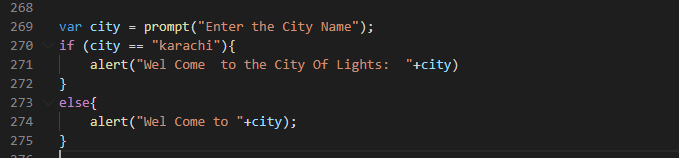 268
269 var city = prompt("Enter the City Name");
270 if (city == "karachi"){
271     alert("Wel Come  to the City Of Lights:  "+city)
272 }
273 else{
274     alert("Wel Come to "+city);
275 }
276